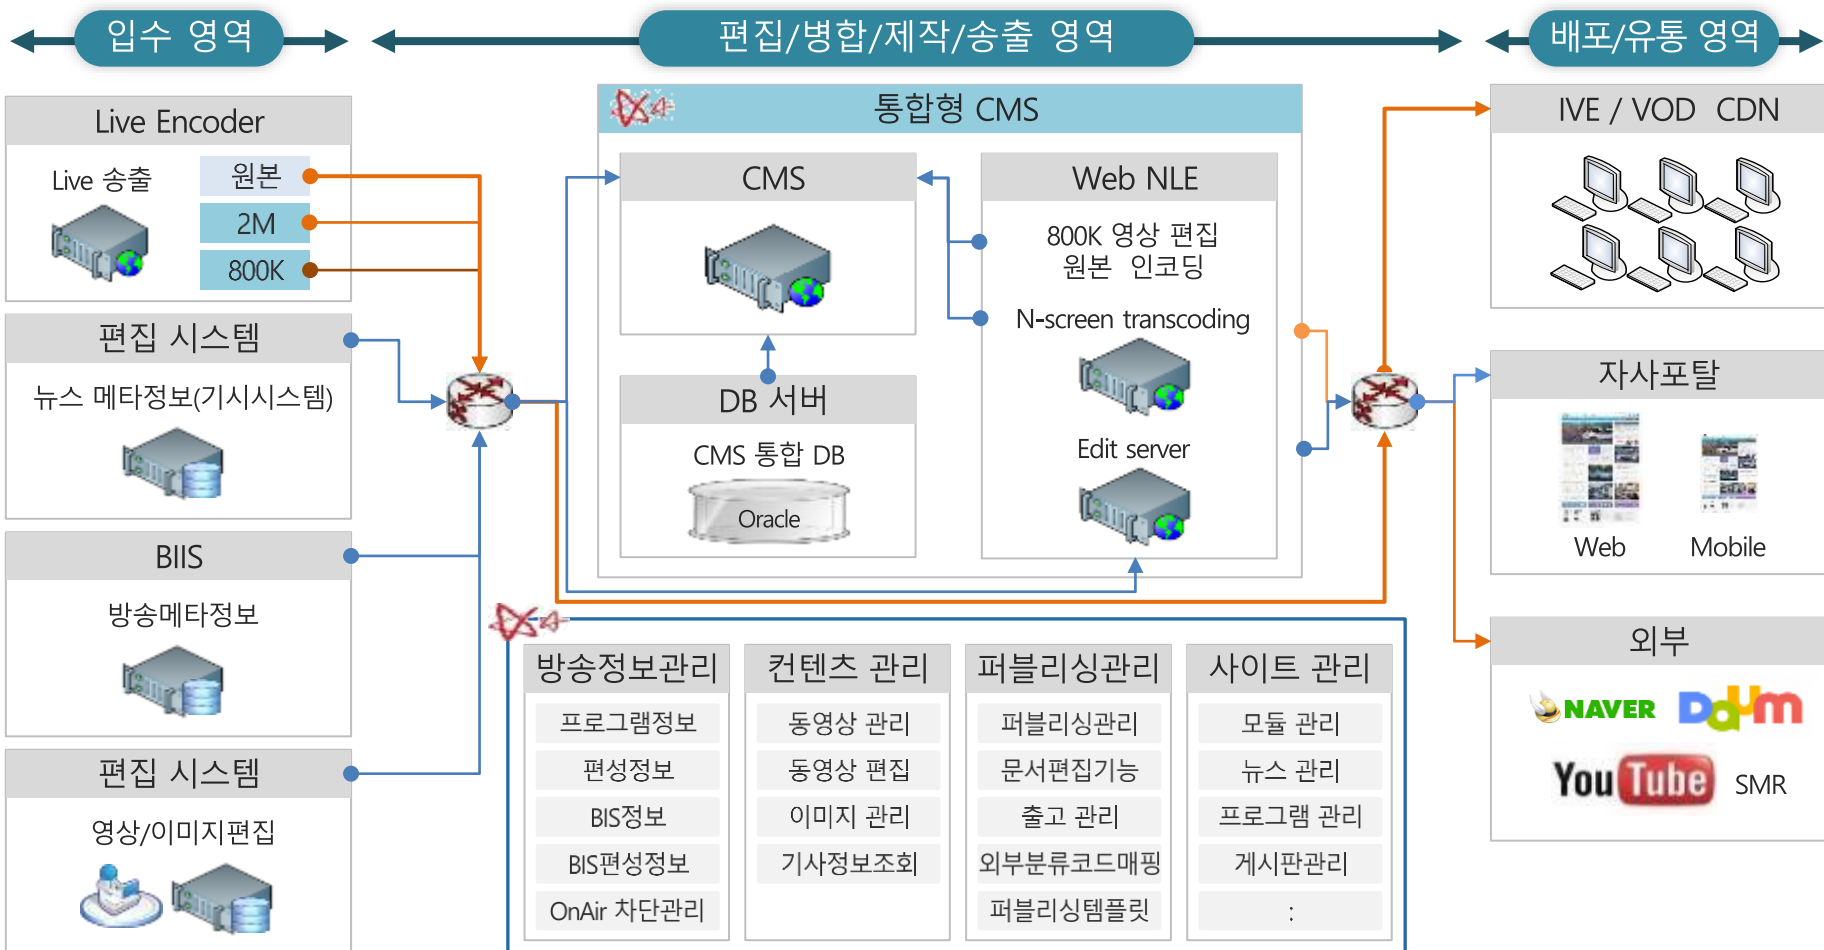 입수 영역
편집/병합/제작/송출 영역
배포/유통 영역
Live Encoder
Live 송출
원본
2M
800K
편집 시스템
뉴스 메타정보(기시시스템)
BIIS
방송메타정보
편집 시스템
영상/이미지편집
통합형 CMS
CMS
DB 서버
CMS 통합 DB
Oracle
Web NLE
800K 영상 편집
원본 인코딩
N-screen transcoding
Edit server
방송정보관리
프로그램정보
편성정보
BIS정보
BIS편성정보
OnAir 차단관리
컨텐츠 관리
동영상 관리
동영상 편집
이미지 관리
기사정보조회
퍼블리싱관리
퍼블리싱관리
문서편집기능
출고 관리
외부분류코드매핑
퍼블리싱템플릿
사이트 관리
모듈 관리
뉴스 관리
프로그램 관리
게시판관리
:
IVE / VOD CDN
자사포탈
Web
Mobile
외부
NAVER
Daum
You Tube
SMR